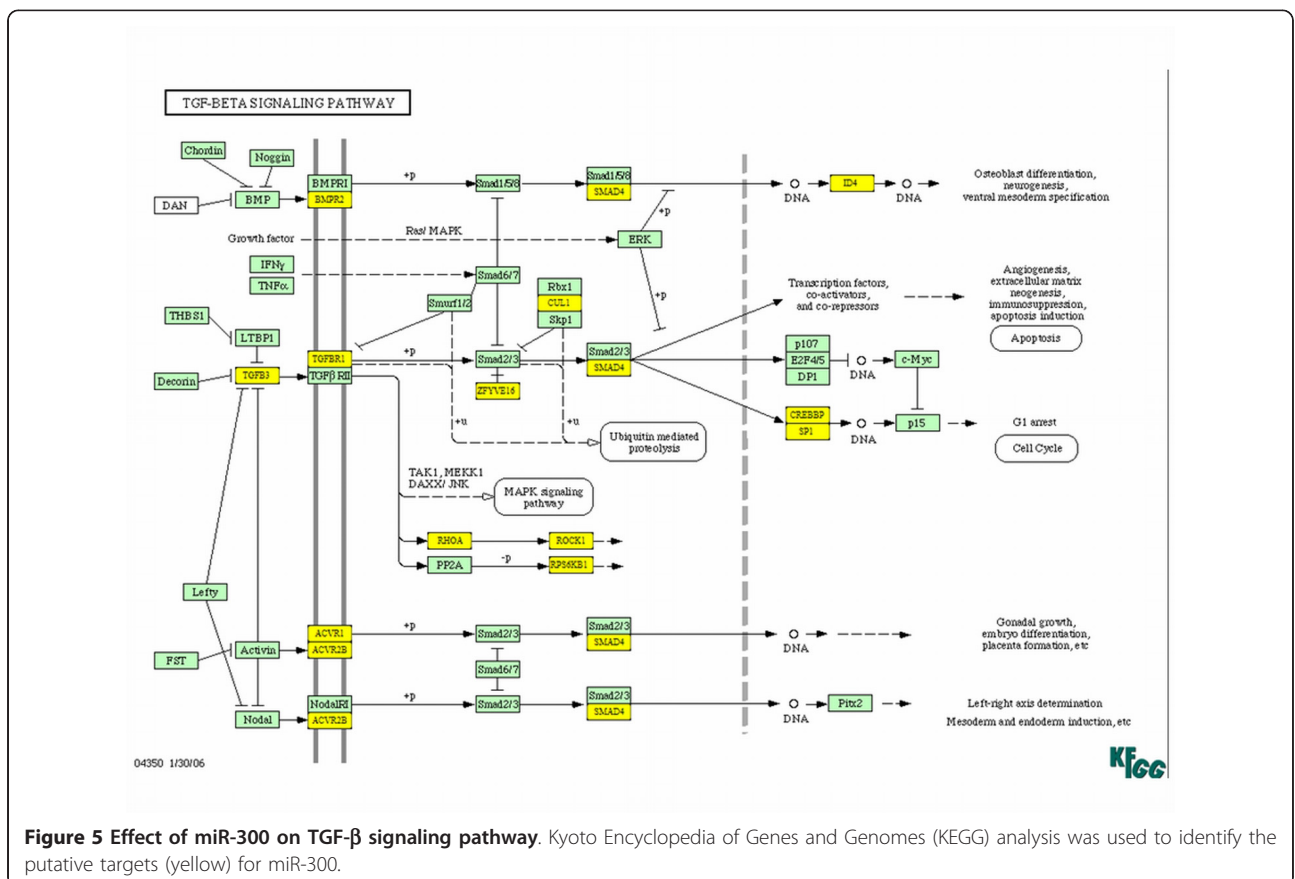 TGF-BETA SIGNALING PATHWAY
Chordin
Noggin
DAN
BMP
BMPRI
BMPR2
+p
Smad1/5/8
Smad1/5/8
SMAD4
DNA
ID4
DNA
Osteoblast differentiation,
neurogenesis,
ventral mesoderm specification
Growth factor
Ras/ MAPK
ERK
+p
+p
IFNγ
TNFα
Smad6/7
Smurf1/2
Rbx1
CUL1
Skp1
Transcription factors,
co-activators,
and co-repressors
Angiogenesis,
extracellular matrix
neogenesis,
immunosuppression,
apoptosis induction
Apoptosis
THBS1
LTBP1
Decorin
TGFB3
TGFBR1
TGFβ RII
+p
Smad2/3
ZFYVE16
Smad2/3
SMAD4
p107
E2F4/5
DP1
DNA
c-Myc
CREBBP
SP1
DNA
p15
G1 arrest
Cell Cycle
+u
+u
Ubiquitin mediated
proteolysis
TAK1, MEKK1
DAXX/ JNK
MAPK signaling
pathway
RHOA
ROCK1
PP2A
-p
RPS6KB1
Lefty
FST
Activin
ACVR1
ACVR2B
+p
Smad2/3
Smad2/3
SMAD4
DNA
Gonadal growth,
embryo differentiation,
placenta formation, etc
Smad6/7
Nodal
NodalRI
ACVR2B
+p
Smad2/3
Smad2/3
SMAD4
DNA
Pitx2
Left-right axis determination
Mesoderm and endoderm induction, etc
04350 1/30/06
KEGG
Figure 5 Effect of miR-300 on TGF-β signaling pathway. Kyoto Encyclopedia of Genes and Genomes (KEGG) analysis was used to identify the
putative targets (yellow) for miR-300.